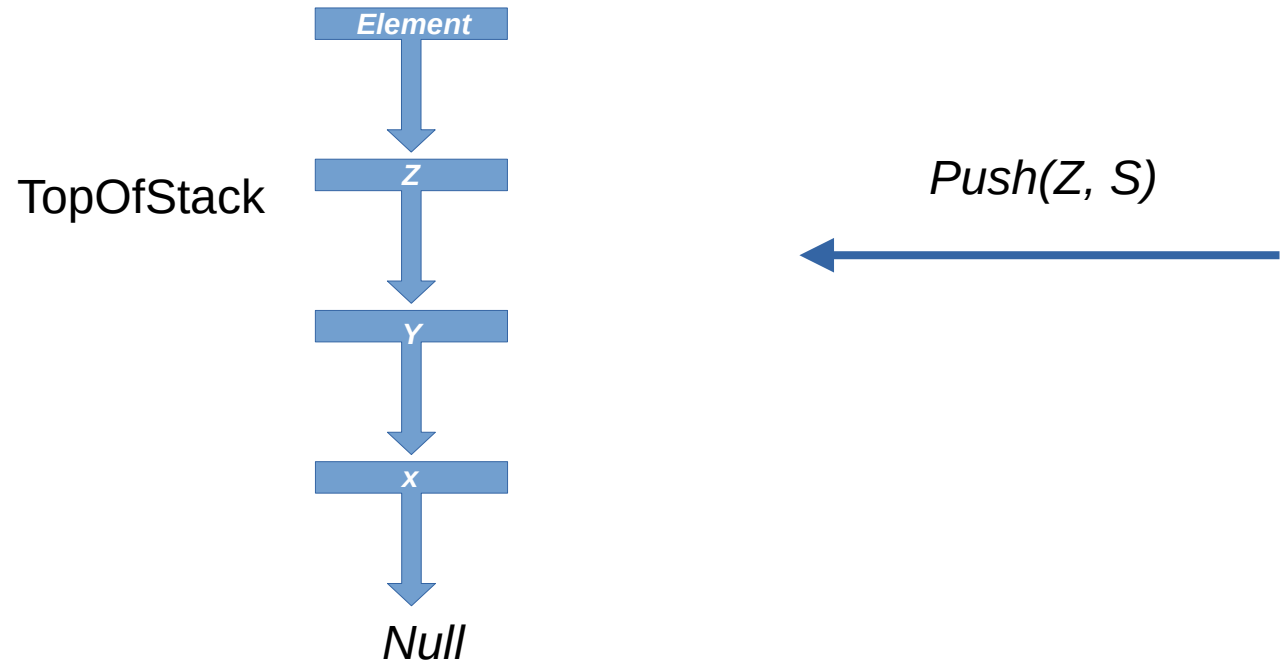 Element
Z
TopOfStack
Push(Z, S)
Y
x
Null